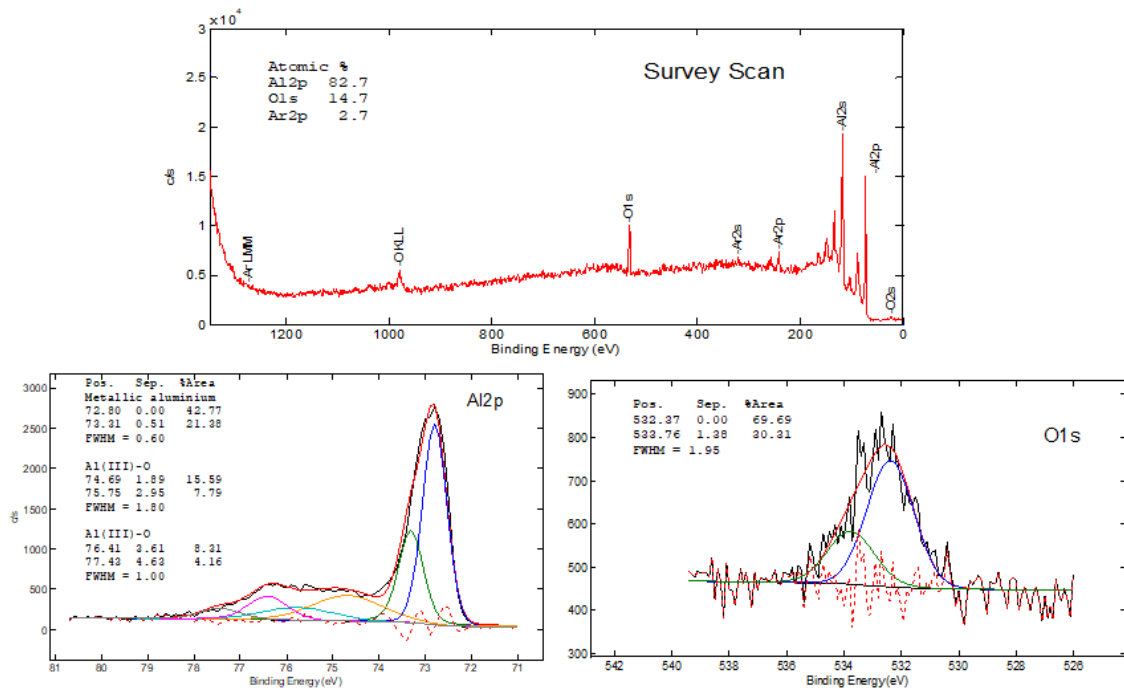 ×10⁴
3
2.5
2
1.5
1
0.5
0
c/s
Atomic %
Al2p 82.7
O1s 14.7
Ar2p 2.7
Survey Scan
-Ar LMM
-OKLL
-O1s
-Ar2s
-Ar2p
-Al2s
-Al2p
-O2s
1200 1000 800 600 400 200 0
Binding Energy (eV)
Pos. Sep. %Area
Metallic aluminium
72.80 0.00 42.77
73.31 0.51 21.38
FWHM = 0.60
Al(III)-O
74.69 1.89 15.59
75.75 2.95 7.79
FWHM = 1.80
Al(III)-O
76.41 3.61 8.31
77.43 4.63 4.16
FWHM = 1.00
Al2p
3000
2500
2000
1500
1000
500
0
c/s
81 80 79 78 77 76 75 74 73 72 71
Binding Energy (eV)
Pos. Sep. %Area
532.37 0.00 69.69
533.76 1.38 30.31
FWHM = 1.95
O1s
900
800
700
600
500
400
300
542 540 538 536 534 532 530 528 526
Binding Energy (eV)